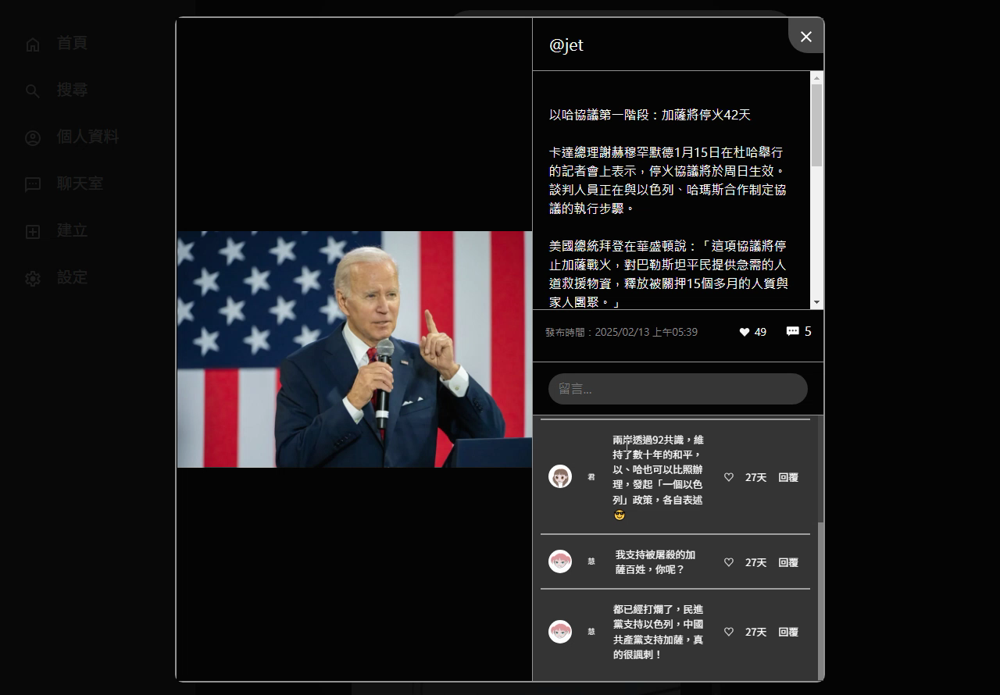 首頁
搜尋
個人資料
聊天室
建立
設定
@jet
以哈協議第一階段：加薩將停火42天
卡達總理謝赫穆罕默德1月15日在杜哈舉行
的記者會上表示，停火協議將於周日生效。
談判人員正在與以色列、哈瑪斯合作制定協
議的執行步驟。
美國總統拜登在華盛頓說：「這項協議將停
止加薩戰火，對巴勒斯坦平民提供急需的人
道救援物資，釋放被關押15個多月的人質與
家人團聚。」
發布時間：2025/02/13 上午05:39
49
5
留言...
兩岸透過92共識，維
持了數十年的和平，
以、哈也可以比照辦
理，發起「一個以色
列」政策，各自表述
😎
君
27天
回覆
我支持被屠殺的加
薩百姓，你呢？
慧
27天
回覆
都已經打爛了，民進
黨支持以色列，中國
共產黨支持加薩，真
的很諷刺！
慧
27天
回覆